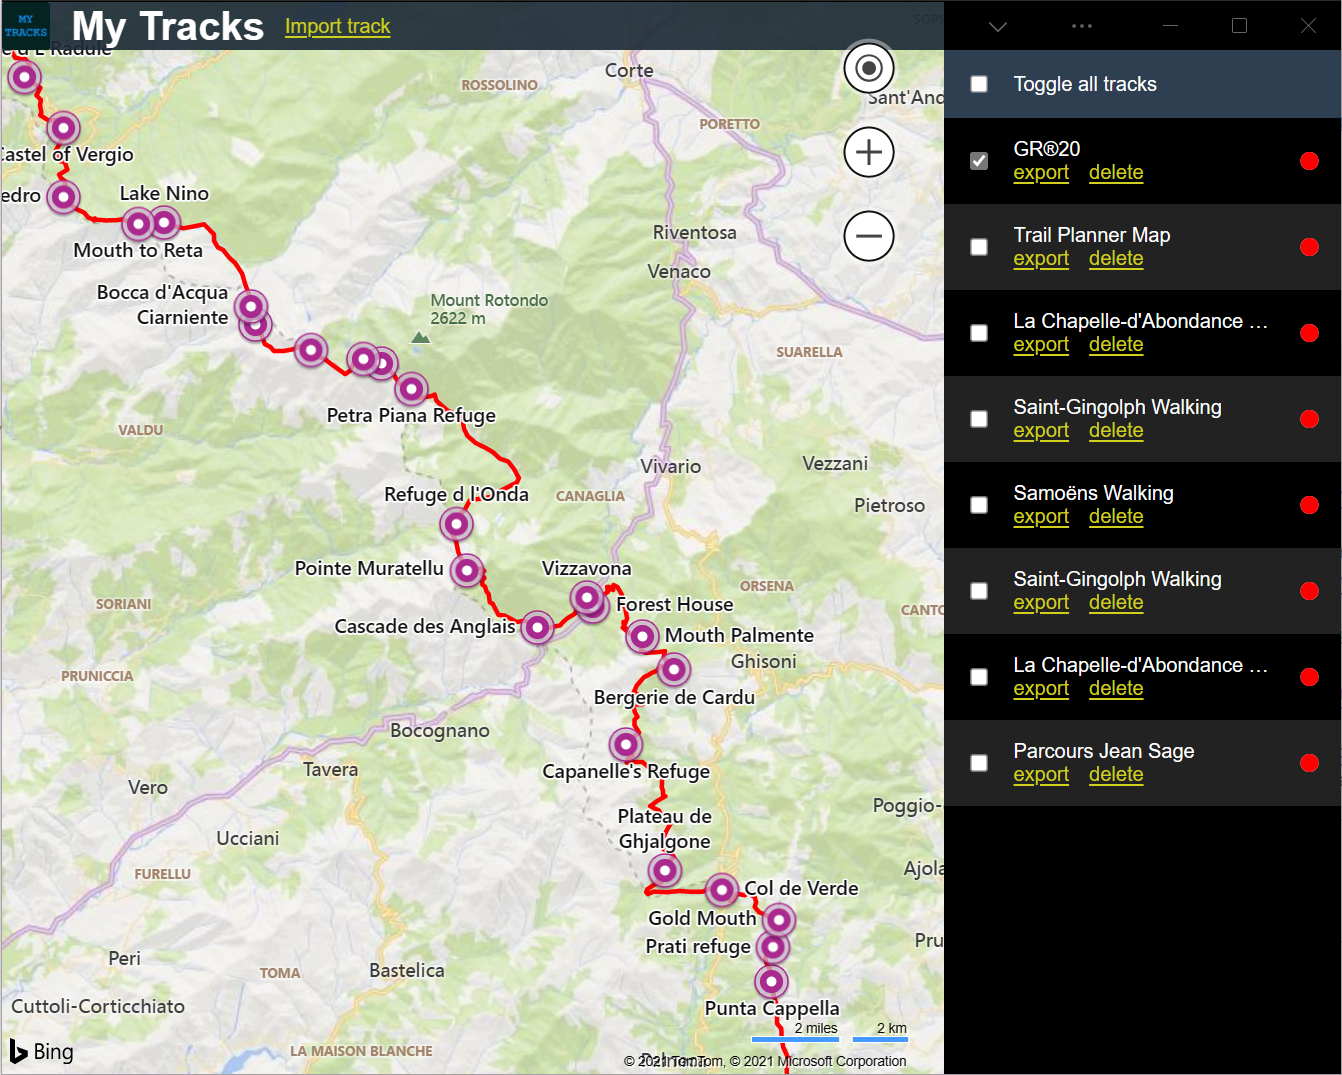 MY
TRACKS
My Tracks
Import track
Corte
ROSSOLINO
Sant'And
PORETTO
astel of Vergio
edro
Lake Nino
Mouth to Reta
Riventosa
Venaco
Bocca d'Acqua
Ciarniente
Mount Rotondo
2622 m
SUARELLA
Petra Piana Refuge
VALDU
Vivario
Vezzani
Refuge d l'Onda
CANAGLIA
Pietroso
Pointe Muratellu
Vizzavona
ORSENA
SORIANI
Forest House
CANTO
Cascade des Anglais
Mouth Palmente
Ghisoni
PRUNICCIA
Bergerie de Cardu
Bocognano
Tavera
Capanelle's Refuge
Vero
Poggio-
Plateau de
Ghjalgone
Ucciani
FURELLU
Ajola
Col de Verde
Gold Mouth
Prati refuge
Pru
Peri
TOMA
Bastelica
Cuttoli-Corticchiato
Punta Cappella
2 miles
2 km
Bing
LA MAISON BLANCHE
© 2021 TomTom, © 2021 Microsoft Corporation
Toggle all tracks
GR®20
export delete
Trail Planner Map
export delete
La Chapelle-d'Abondance ...
export delete
Saint-Gingolph Walking
export delete
Samoëns Walking
export delete
Saint-Gingolph Walking
export delete
La Chapelle-d'Abondance ...
export delete
Parcours Jean Sage
export delete